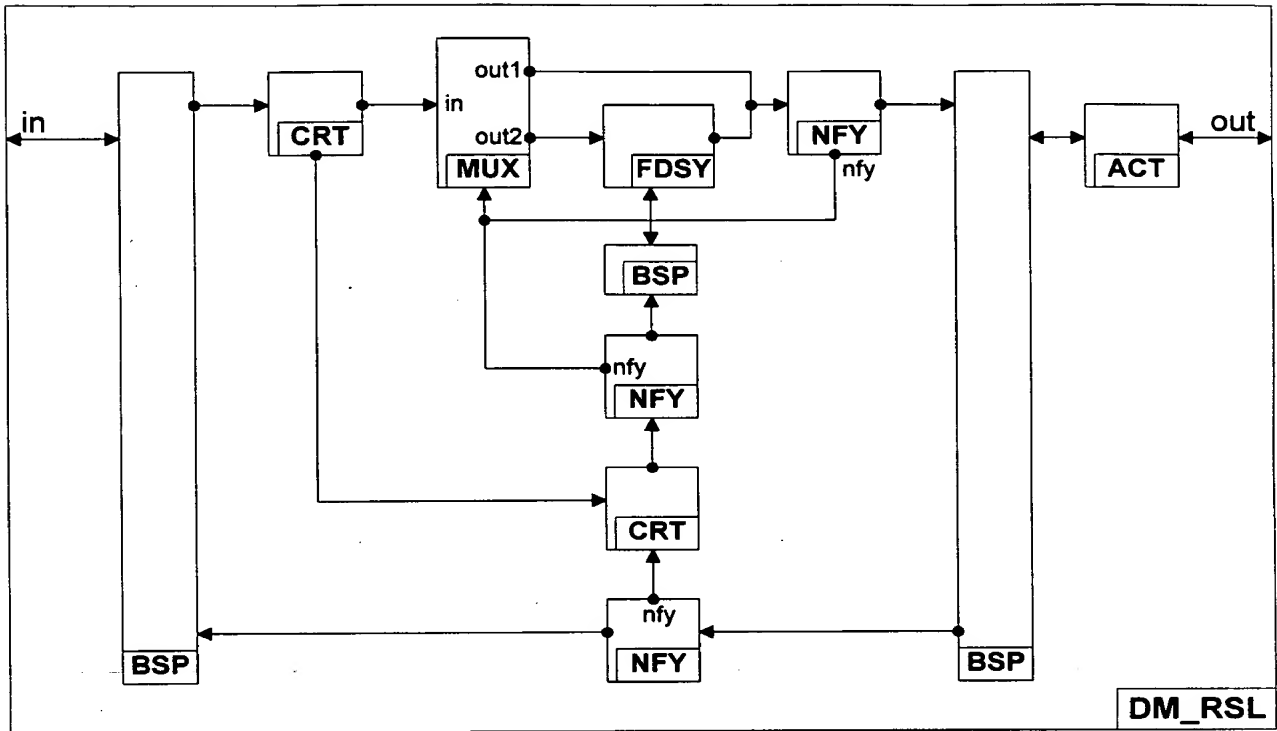 out1
in
in
out
out2
CRT
NFY
MUX
FDSY
nfy
ACT
BSP
nfy
NFY
CRT
nfy
BSP
NFY
BSP
DM_RSL